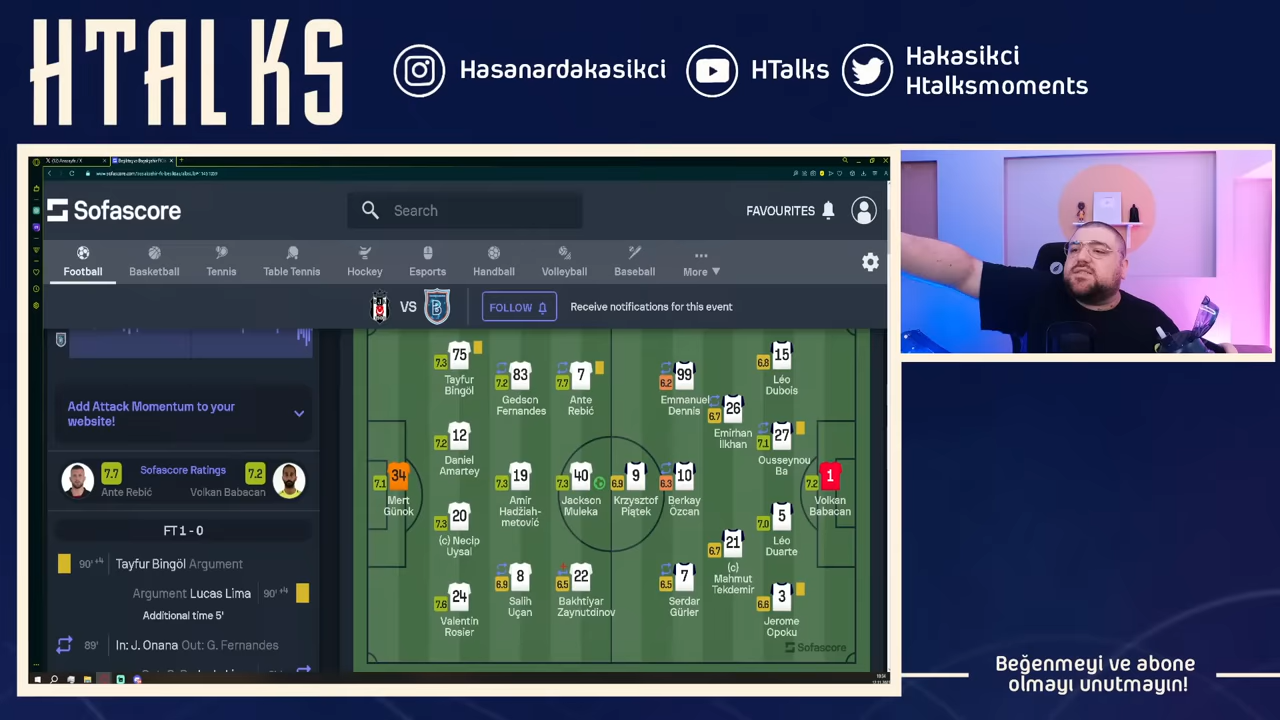 HTALKS
Hasanardakasikci
HTalks
Hakasikci
Htalksmoments
Sofascore
Search
FAVOURITES
Football
Basketball
Tennis
Table Tennis
Hockey
Esports
Handball
Volleyball
Baseball
More
VS
FOLLOW
Receive notifications for this event
Add Attack Momentum to your
website!
7.7
Sofascore Ratings
7.2
Ante Rebić
Volkan Babacan
FT 1 - 0
90'+4 Tayfur Bingöl Argument
Argument Lucas Lima 90'+4
Additional time 5'
89' In: J. Onana Out: G. Fernandes
34
7.1
Mert
Günok
75
7.3
Tayfur
Bingöl
12
7.2
Daniel
Amartey
20
7.3
(c) Necip
Uysal
24
7.6
Valentin
Rosier
83
7.2
Gedson
Fernandes
19
7.3
Amir
Hadžiah-
metović
8
6.9
Salih
Uçan
7
7.7
Ante
Rebić
40
7.3
Jackson
Muleka
22
6.5
Bakhtiyar
Zaynutdinov
9
6.9
Krzysztof
Piątek
99
6.2
Emmanuel
Dennis
10
6.3
Berkay
Özcan
7
6.5
Serdar
Gürler
26
6.7
Emirhan
İlkhan
21
6.7
(c)
Mahmut
Tekdemir
15
6.8
Léo
Dubois
27
7.1
Ousseynou
Ba
5
7.0
Léo
Duarte
3
6.6
Jerome
Opoku
1
7.2
Volkan
Babacan
Sofascore
Beğenmeyi ve abone
olmayı unutmayın!